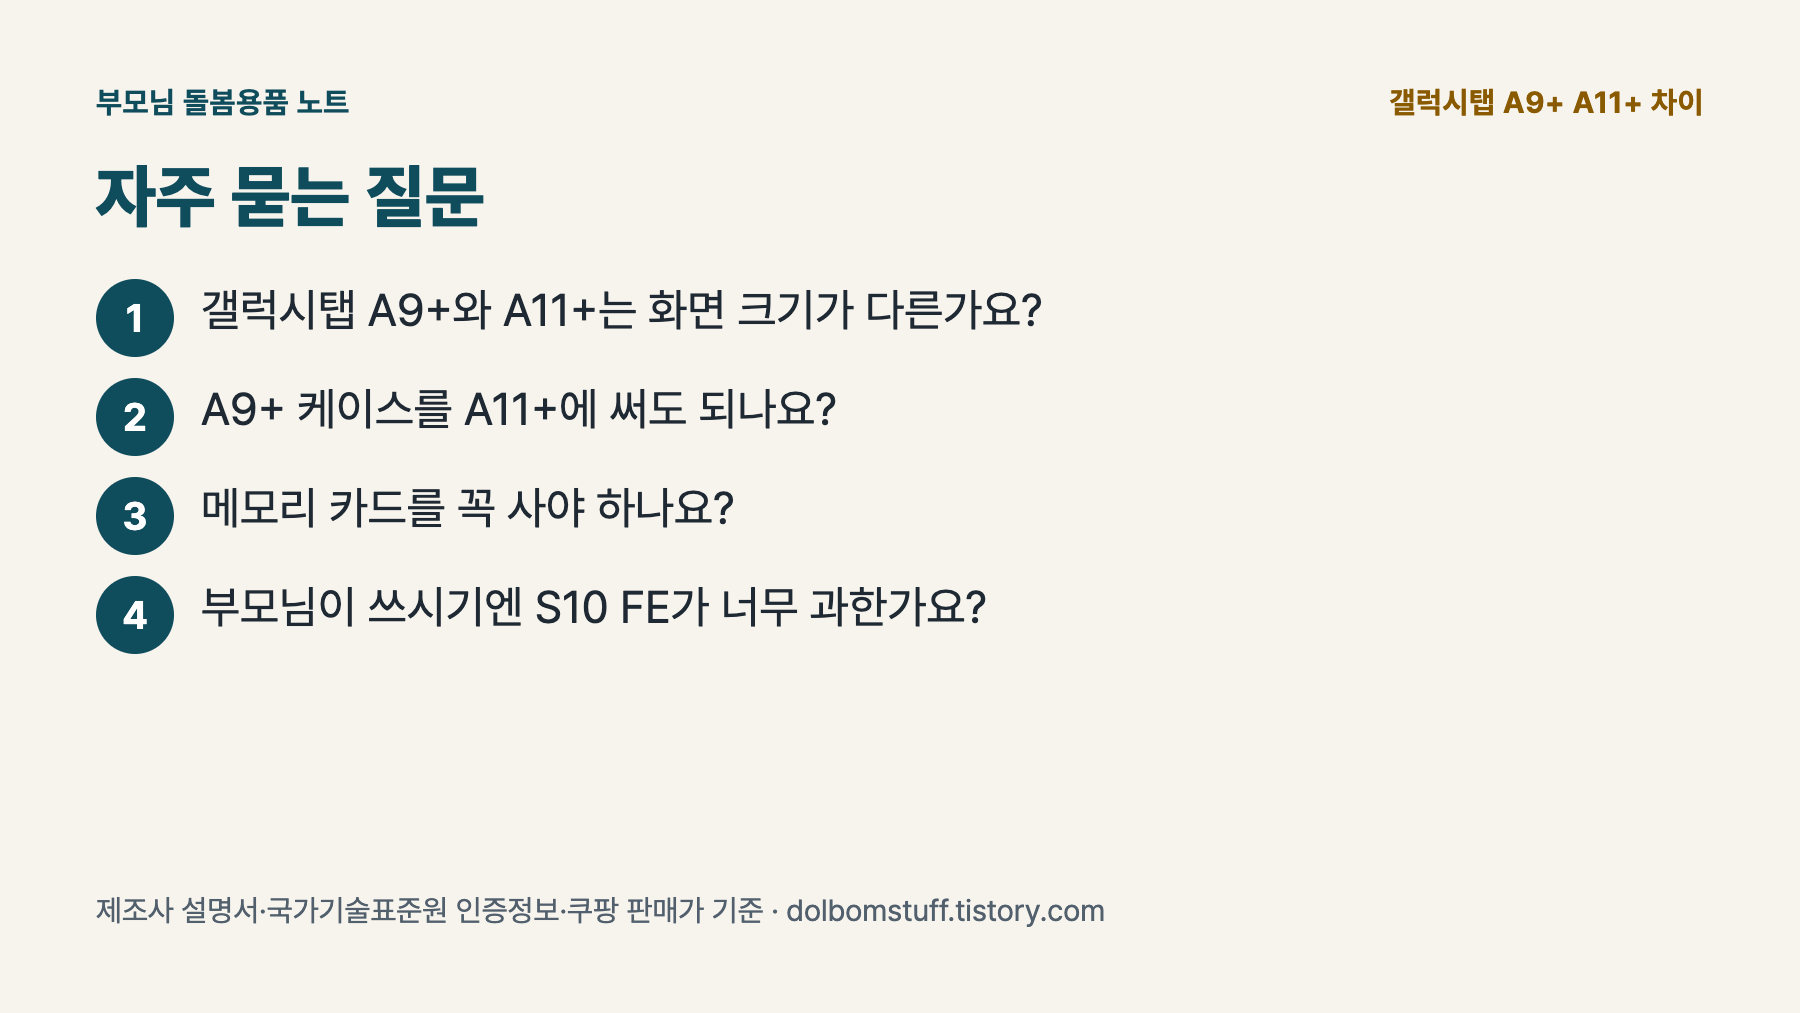 부모님 돌봄용품 노트
갤럭시탭 A9+ A11+ 차이
자주 묻는 질문
1 갤럭시탭 A9+와 A11+는 화면 크기가 다른가요?
2 A9+ 케이스를 A11+에 써도 되나요?
3 메모리 카드를 꼭 사야 하나요?
4 부모님이 쓰시기엔 S10 FE가 너무 과한가요?
제조사 설명서·국가기술표준원 인증정보·쿠팡 판매가 기준 · dolbomstuff.tistory.com